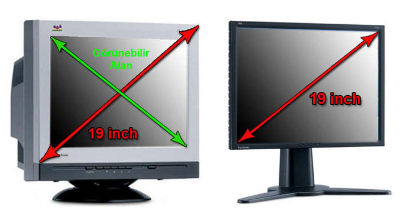 Görünebilir
Alan
19 inch
19 inch